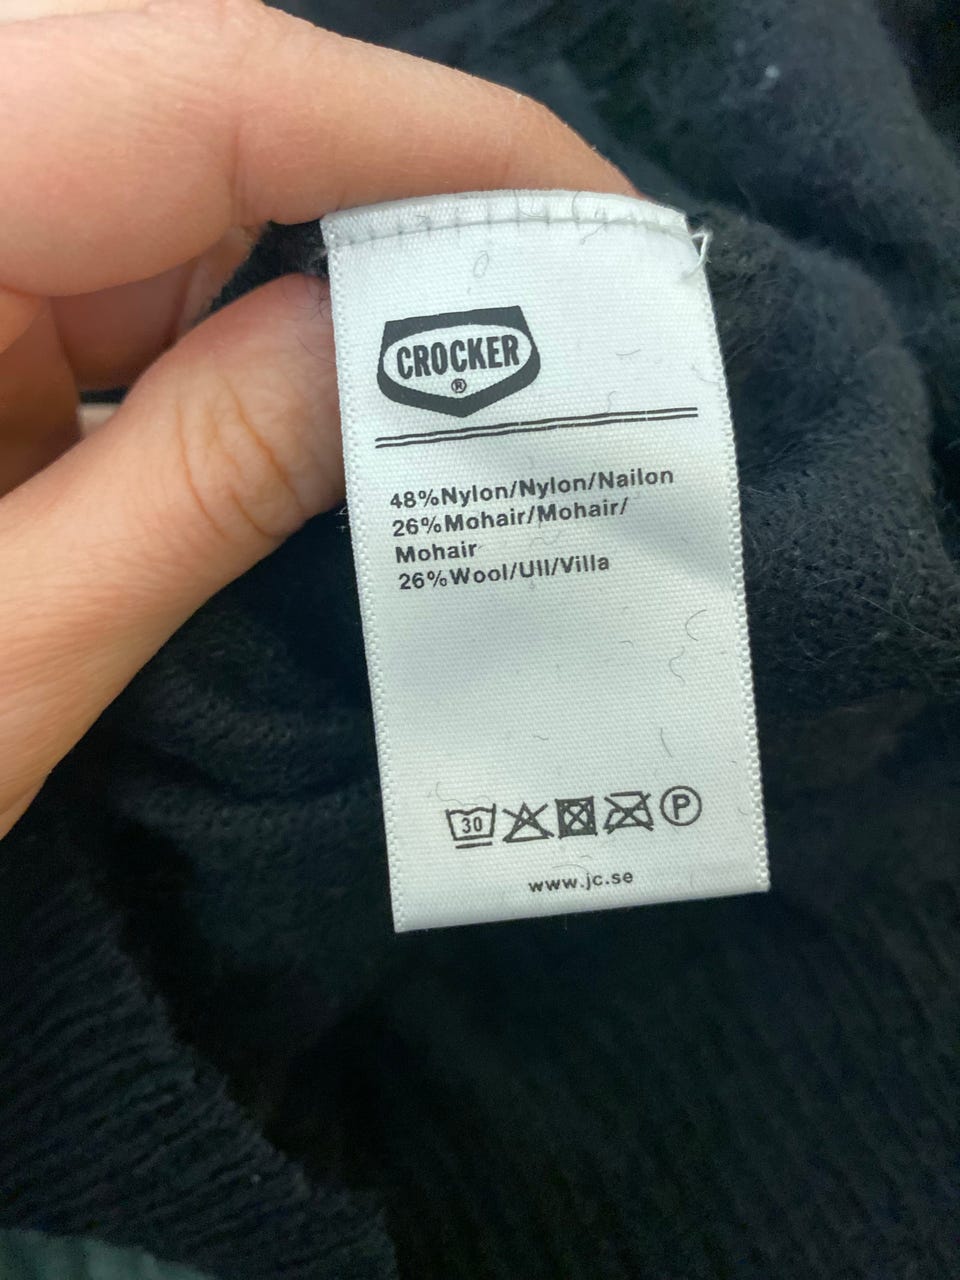 CROCKER
®
48%Nylon/Nylon/Nailon
26%Mohair/Mohair/
Mohair
26%Wool/Ull/Villa
30
P
www.jc.se